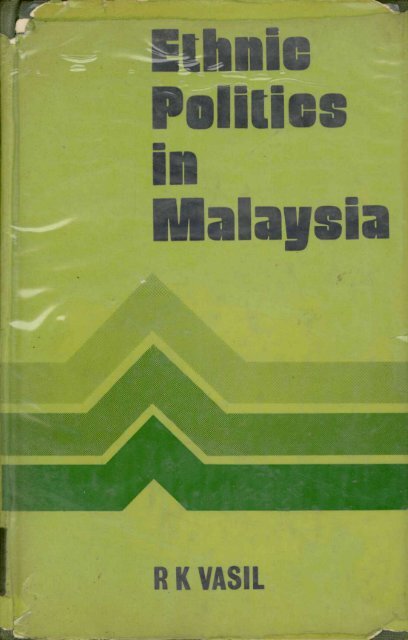 Ethnic
Politics
in
Malaysia
R K VASIL